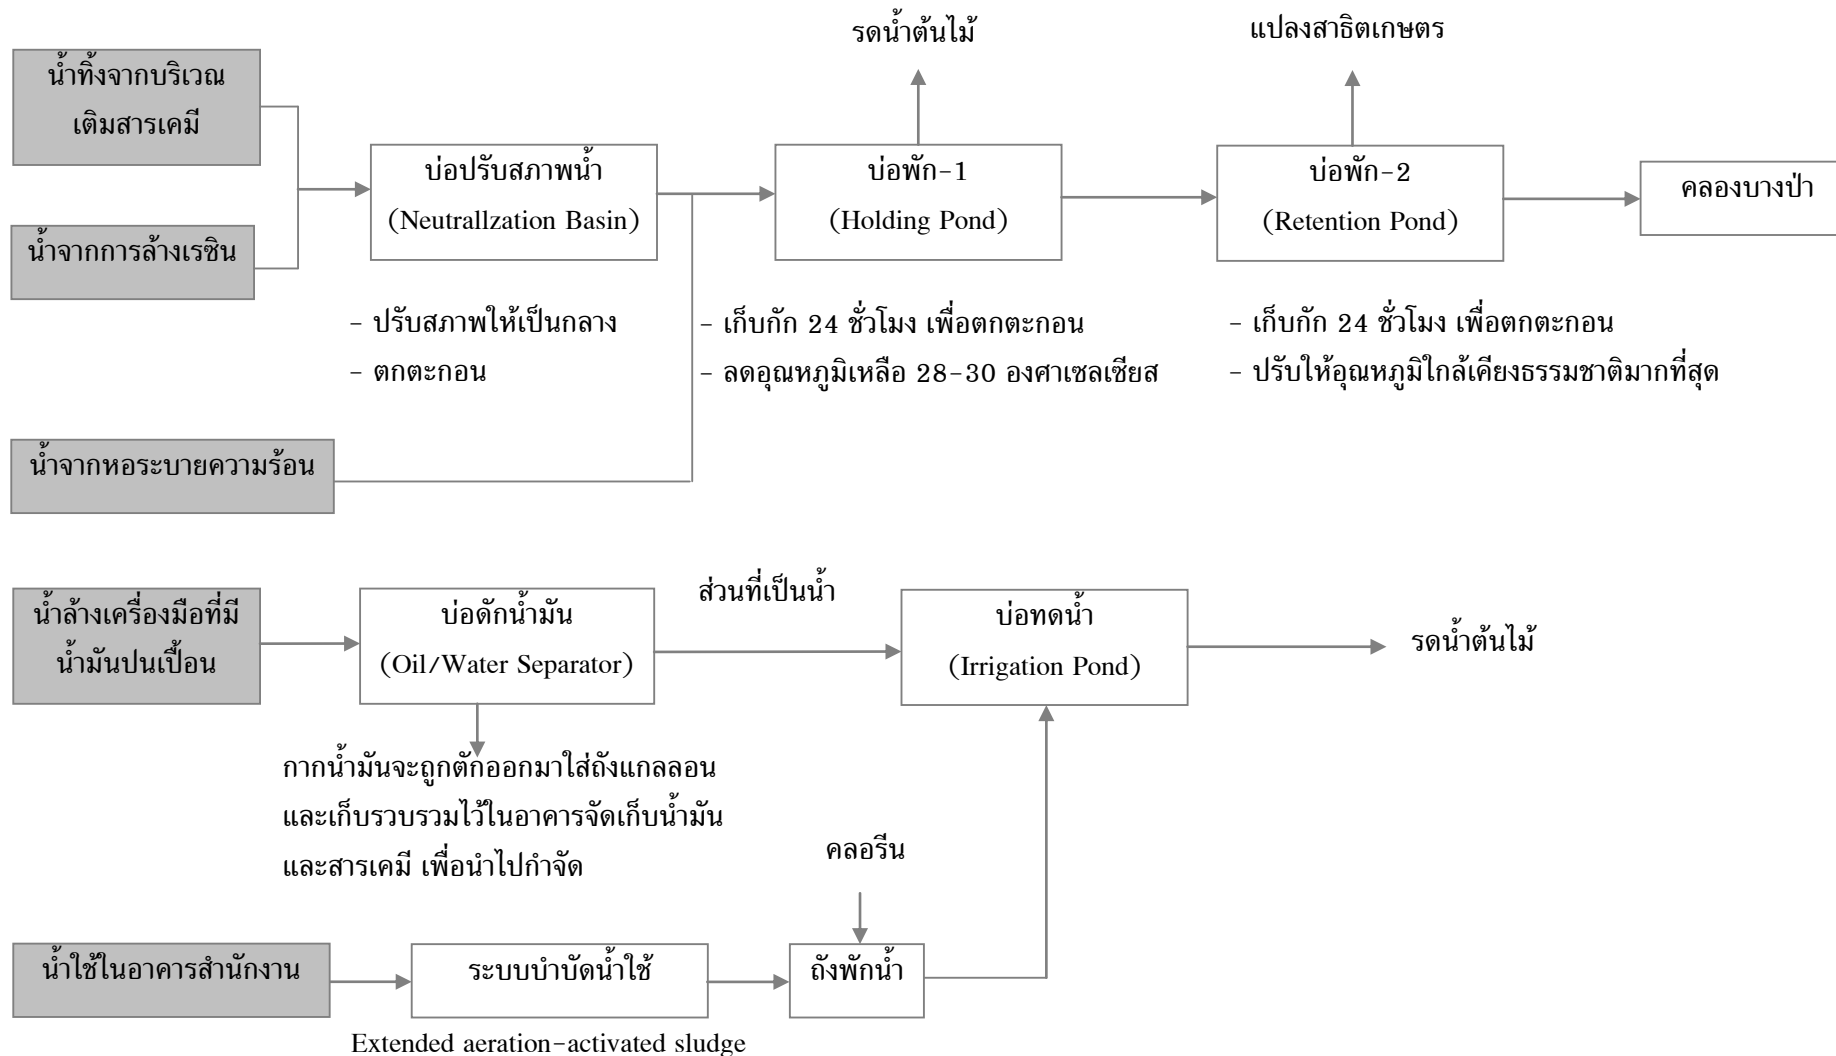 รดน้ำต้นไม้
แปลงสาธิตเกษตร
น้ำทิ้งจากบริเวณ
เติมสารเคมี
บ่อปรับสภาพน้ำ
(Neutrallzation Basin)
บ่อพัก-1
(Holding Pond)
บ่อพัก-2
(Retention Pond)
คลองบางป่า
น้ำจากการล้างเรซิน
- ปรับสภาพให้เป็นกลาง
- ตกตะกอน
- เก็บกัก 24 ชั่วโมง เพื่อตกตะกอน
- ลดอุณหภูมิเหลือ 28-30 องศาเซลเซียส
- เก็บกัก 24 ชั่วโมง เพื่อตกตะกอน
- ปรับให้อุณหภูมิใกล้เคียงธรรมชาติมากที่สุด
น้ำจากหอระบายความร้อน
น้ำล้างเครื่องมือที่มี
น้ำมันปนเปื้อน
บ่อดักน้ำมัน
(Oil/Water Separator)
ส่วนที่เป็นน้ำ
บ่อทดน้ำ
(Irrigation Pond)
รดน้ำต้นไม้
กากน้ำมันจะถูกตักออกมาใส่ถังแกลลอน
และเก็บรวบรวมไว้ในอาคารจัดเก็บน้ำมัน
และสารเคมี เพื่อนำไปกำจัด
คลอรีน
น้ำใช้ในอาคารสำนักงาน
ระบบบำบัดน้ำใช้
ถังพักน้ำ
Extended aeration-activated sludge